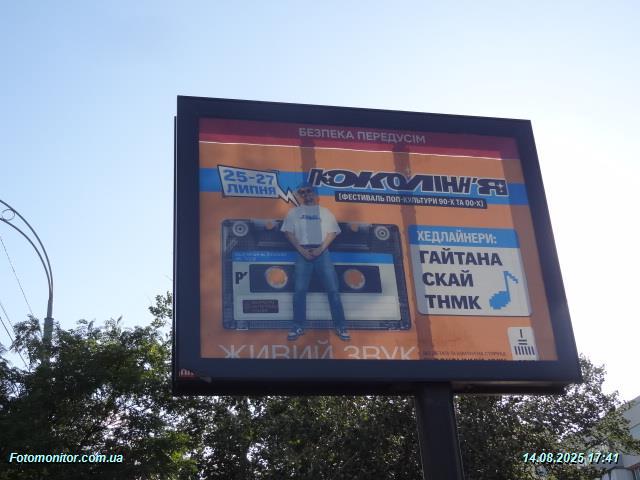 БЕЗПЕКА ПЕРЕДУСІМ
25-27
ЛИПНЯ
ПОКОЛІНН'Я
(ФЕСТИВАЛЬ ПОП-КУЛЬТУРИ 90-Х ТА 00-Х)
ХЕДЛАЙНЕРИ:
ГАЙТАНА
СКАЙ
ТНМК
ЖИВИЙ ЗВУК
Fotomonitor.com.ua
14.08.2025 17:41